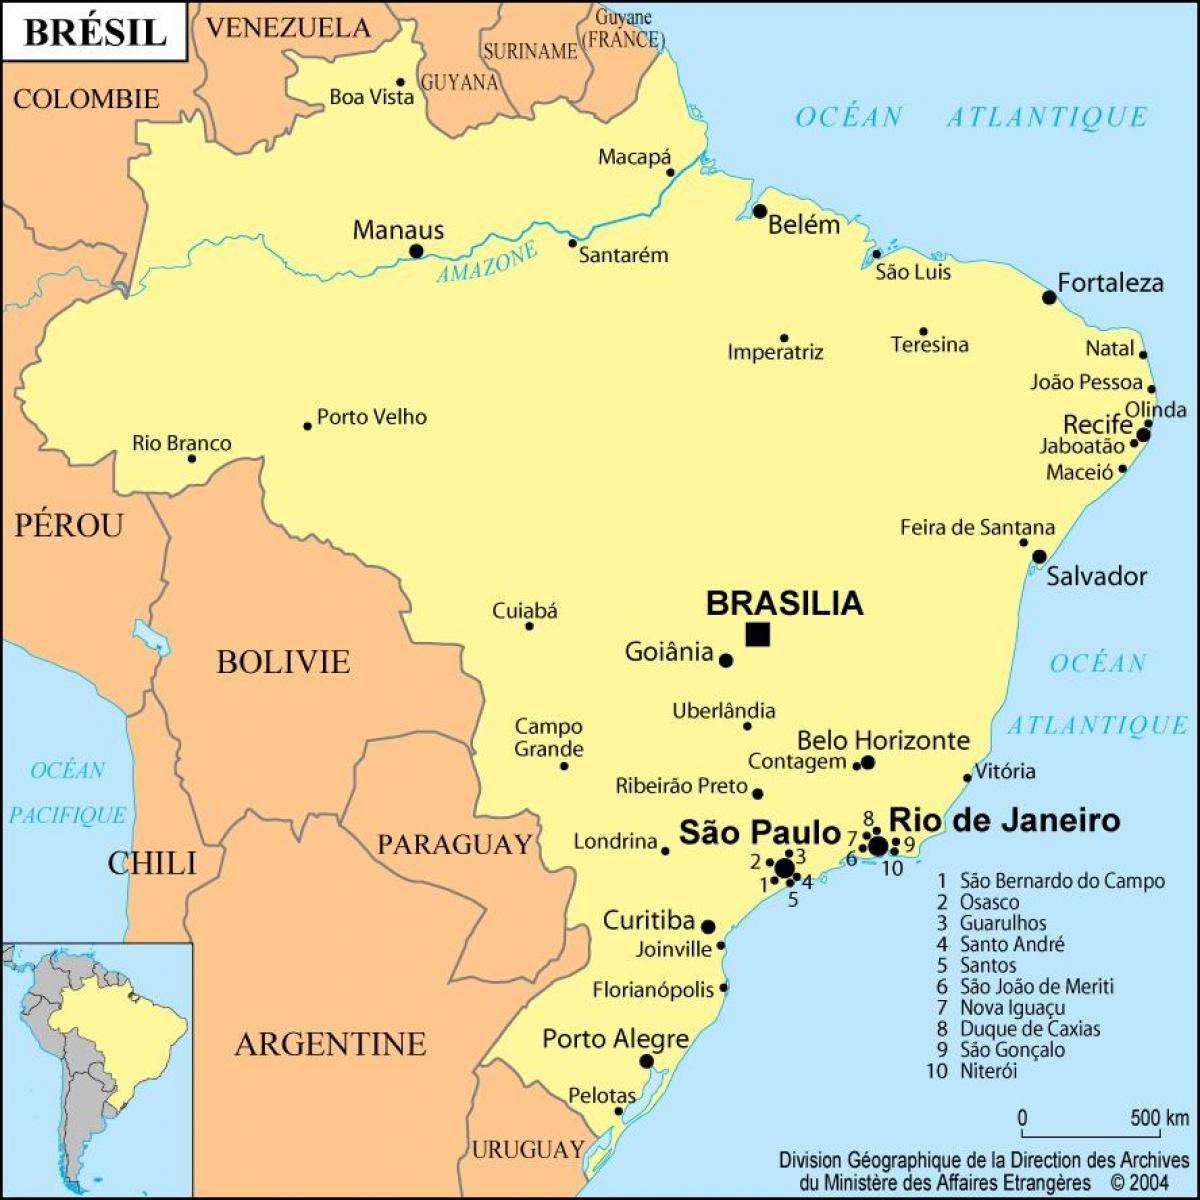 BRÉSIL
VENEZUELA
SURINAME
Guyane
(FRANCE)
GUYANA
COLOMBIE
Boa Vista
OCÉAN ATLANTIQUE
Macapá
Manaus
Belém
AMAZONE
Santarém
São Luis
Fortaleza
Imperatriz
Teresina
Natal
João Pessoa
Olinda
Recife
Jaboatão
Maceió
Porto Velho
Rio Branco
PÉROU
Feira de Santana
Salvador
Cuiabá
BRASILIA
Goiânia
BOLIVIE
OCÉAN
ATLANTIQUE
Uberlândia
Campo
Grande
Belo Horizonte
Contagem
Vitória
Ribeirão Preto
OCÉAN
PACIFIQUE
PARAGUAY
Londrina
São Paulo
Rio de Janeiro
8
7
9
6
10
3
2
1
4
5
CHILI
Curitiba
Joinville
Florianópolis
Porto Alegre
Pelotas
ARGENTINE
URUGUAY
1 São Bernardo do Campo
2 Osasco
3 Guarulhos
4 Santo André
5 Santos
6 São João de Meriti
7 Nova Iguaçu
8 Duque de Caxias
9 São Gonçalo
10 Niterói
0 500 km
Division Géographique de la Direction des Archives
du Ministère des Affaires Etrangères © 2004